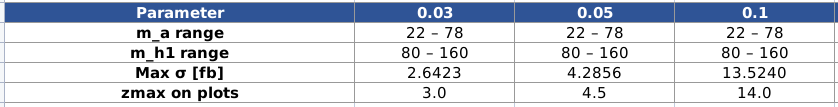 Parameter 0.03 0.05 0.1
m_a range 22 – 78 22 – 78 22 – 78
m_h1 range 80 – 160 80 – 160 80 – 160
Max σ [fb] 2.6423 4.2856 13.5240
zmax on plots 3.0 4.5 14.0